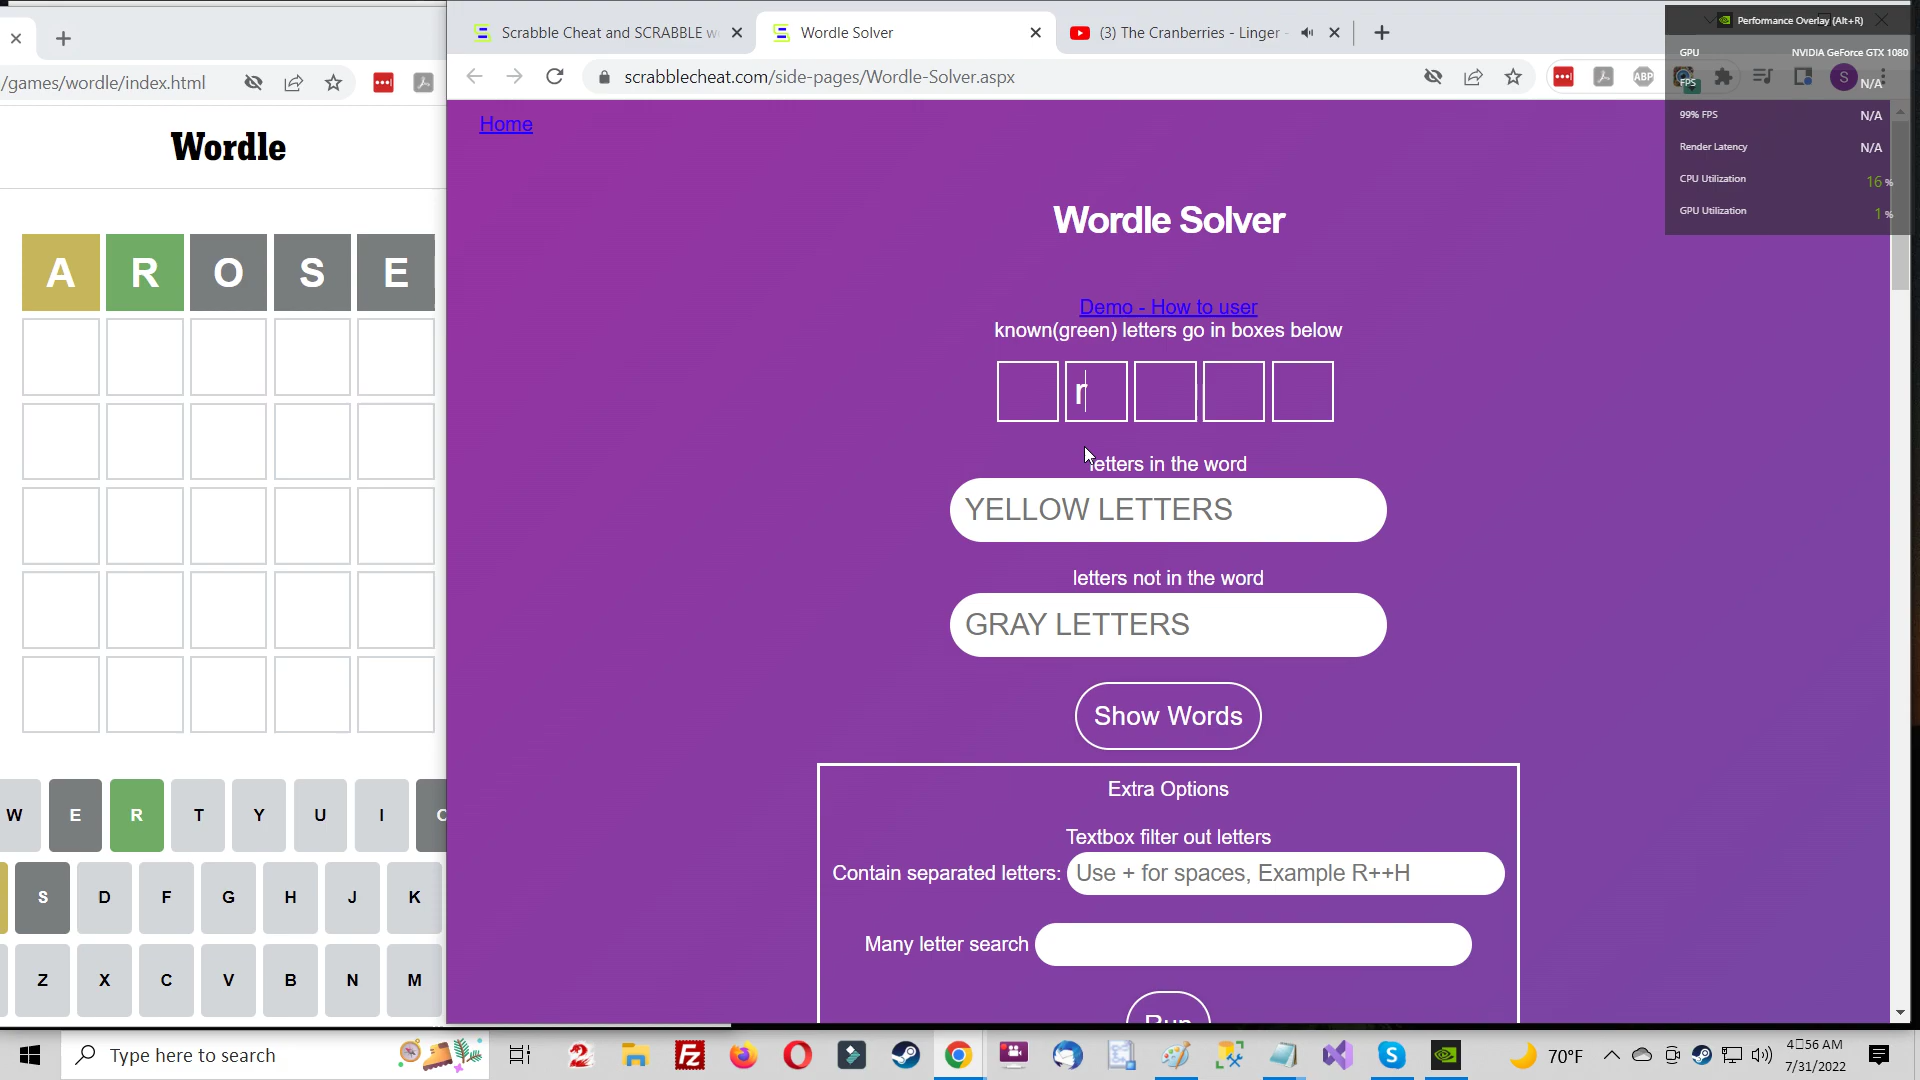 Scrabble Cheat and SCRABBLE w
Wordle Solver
(3) The Cranberries - Linger -
/games/wordle/index.html
scrabblecheat.com/side-pages/Wordle-Solver.aspx
ABP
S
Performance Overlay (Alt+R)
GPU NVIDIA GeForce GTX 1080
FPS N/A
99% FPS N/A
Render Latency N/A
CPU Utilization 16 %
GPU Utilization 1 %
Wordle
A R O S E
W E R T Y U I
S D F G H J K
Z X C V B N M
Home
Wordle Solver
Demo - How to user
known(green) letters go in boxes below
r
letters in the word
YELLOW LETTERS
letters not in the word
GRAY LETTERS
Show Words
Extra Options
Textbox filter out letters
Contain separated letters: Use + for spaces, Example R++H
Many letter search
Run
Type here to search
70°F
4:56 AM
7/31/2022